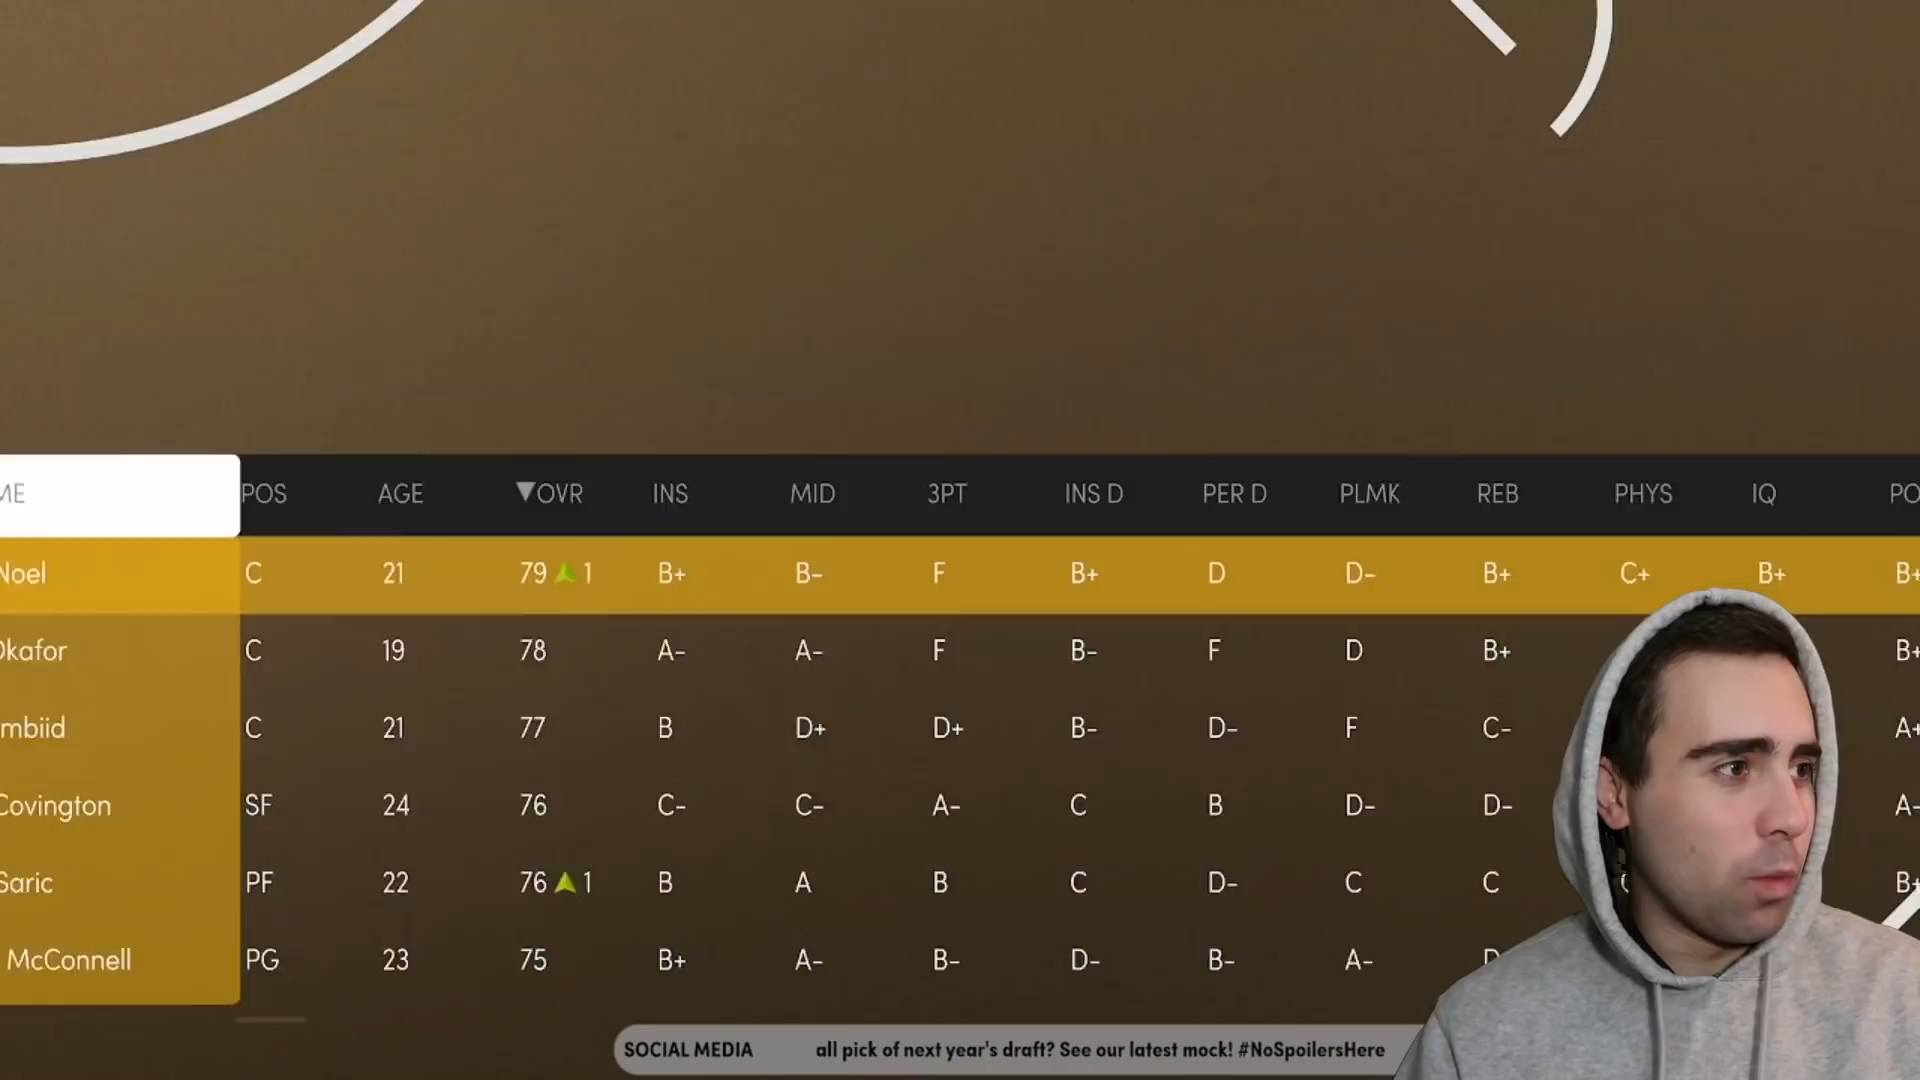 ME POS AGE ▼OVR INS MID 3PT INS D PER D PLMK REB PHYS IQ PO
Noel C 21 79 ▲ 1 B+ B- F B+ D D- B+ C+ B+ B+
Okafor C 19 78 A- A- F B- F D B+ B+
mbiid C 21 77 B D+ D+ B- D- F C- A+
Covington SF 24 76 C- C- A- C B D- D- A-
Saric PF 22 76 ▲ 1 B A B C D- C C B+
McConnell PG 23 75 B+ A- B- D- B- A- D
SOCIAL MEDIA all pick of next year's draft? See our latest mock! #NoSpoilersHere